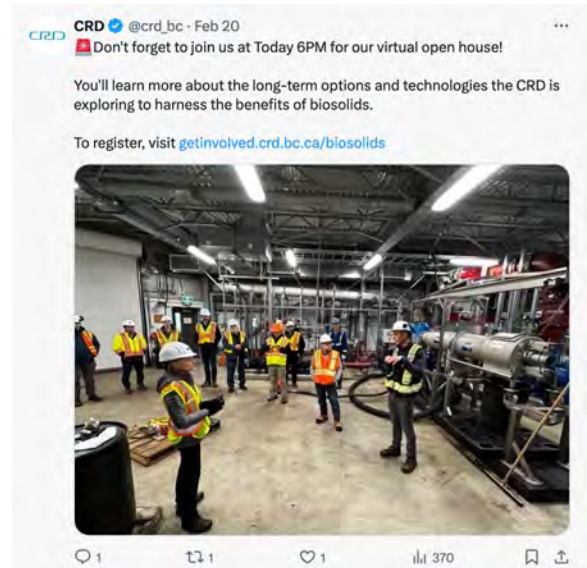 CRD
CRD @crd_bc · Feb 20
🚨Don't forget to join us at Today 6PM for our virtual open house!
You'll learn more about the long-term options and technologies the CRD is
exploring to harness the benefits of biosolids.
To register, visit getinvolved.crd.bc.ca/biosolids
1 1 1 370